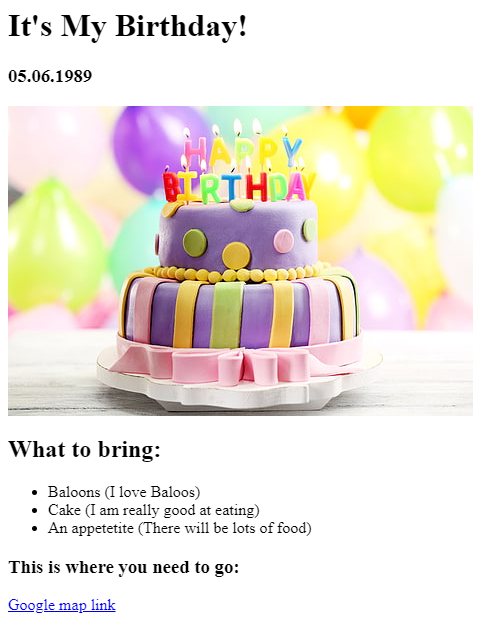 It's My Birthday!
05.06.1989
HAPPY
BIRTHDAY
What to bring:
Baloons (I love Baloos)
Cake (I am really good at eating)
An appetetite (There will be lots of food)
This is where you need to go:
Google map link